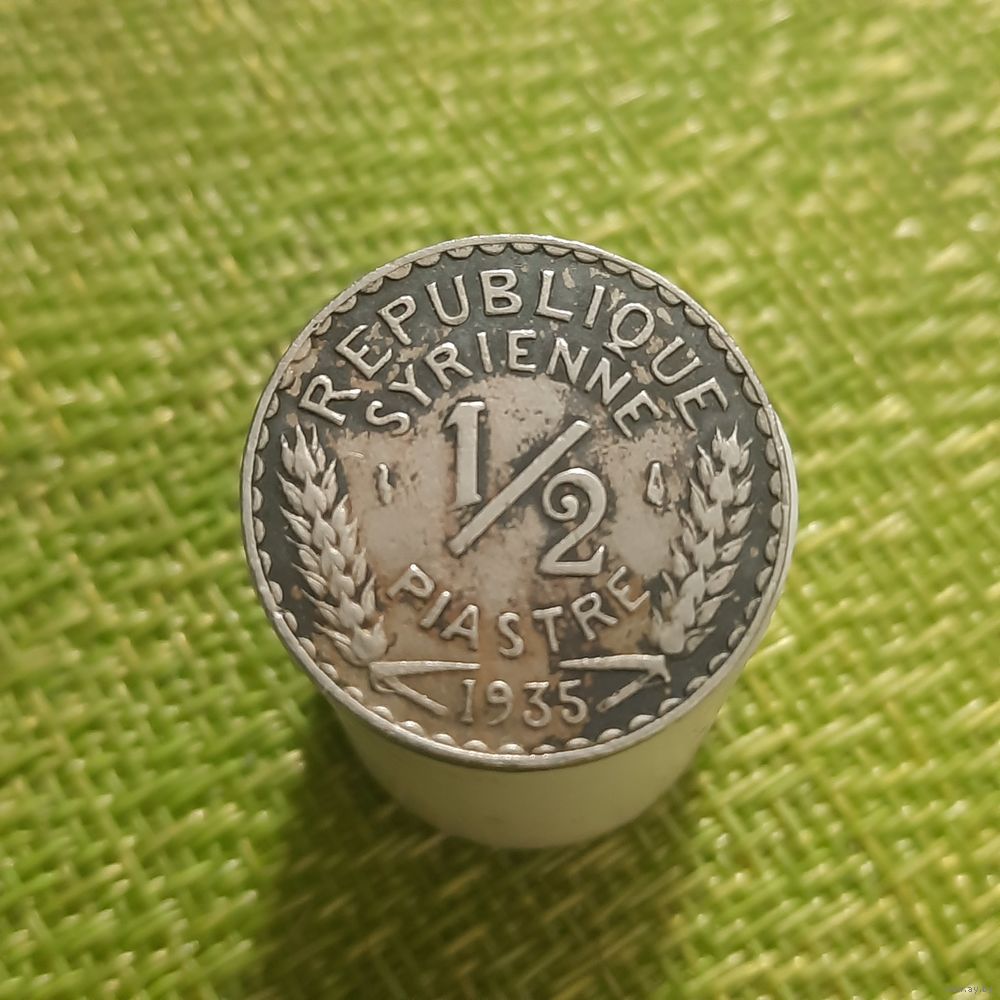 REPUBLIQUE
SYRIENNE
1/2
PIASTRE
1935